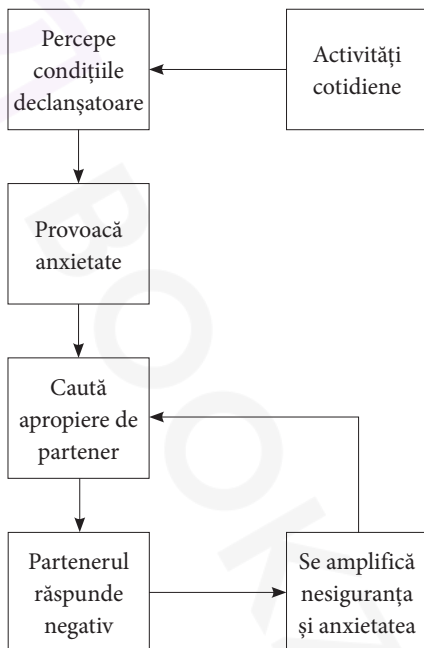 Percepe
condițiile
declanșatoare
Activități
cotidiene
Provoacă
anxietate
Caută
apropiere de
partener
Partenerul
răspunde
negativ
Se amplifică
nesiguranța
și anxietatea
BOOKZ